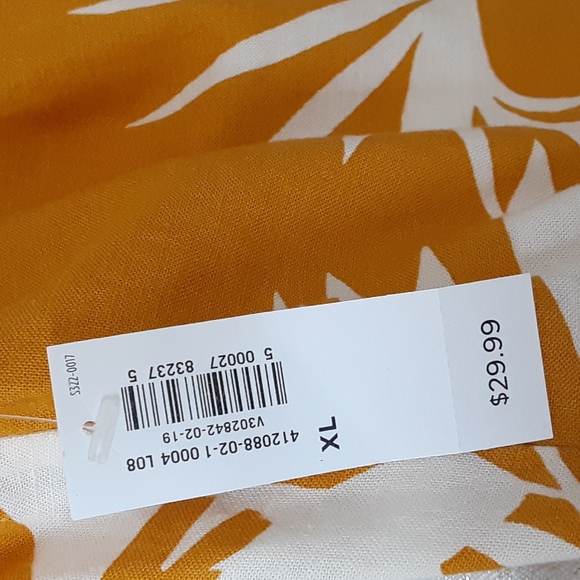 S322-0017
412088-02-1 0004 L08
V302842-02-19
5 00027 83237 5
XL
$29.99